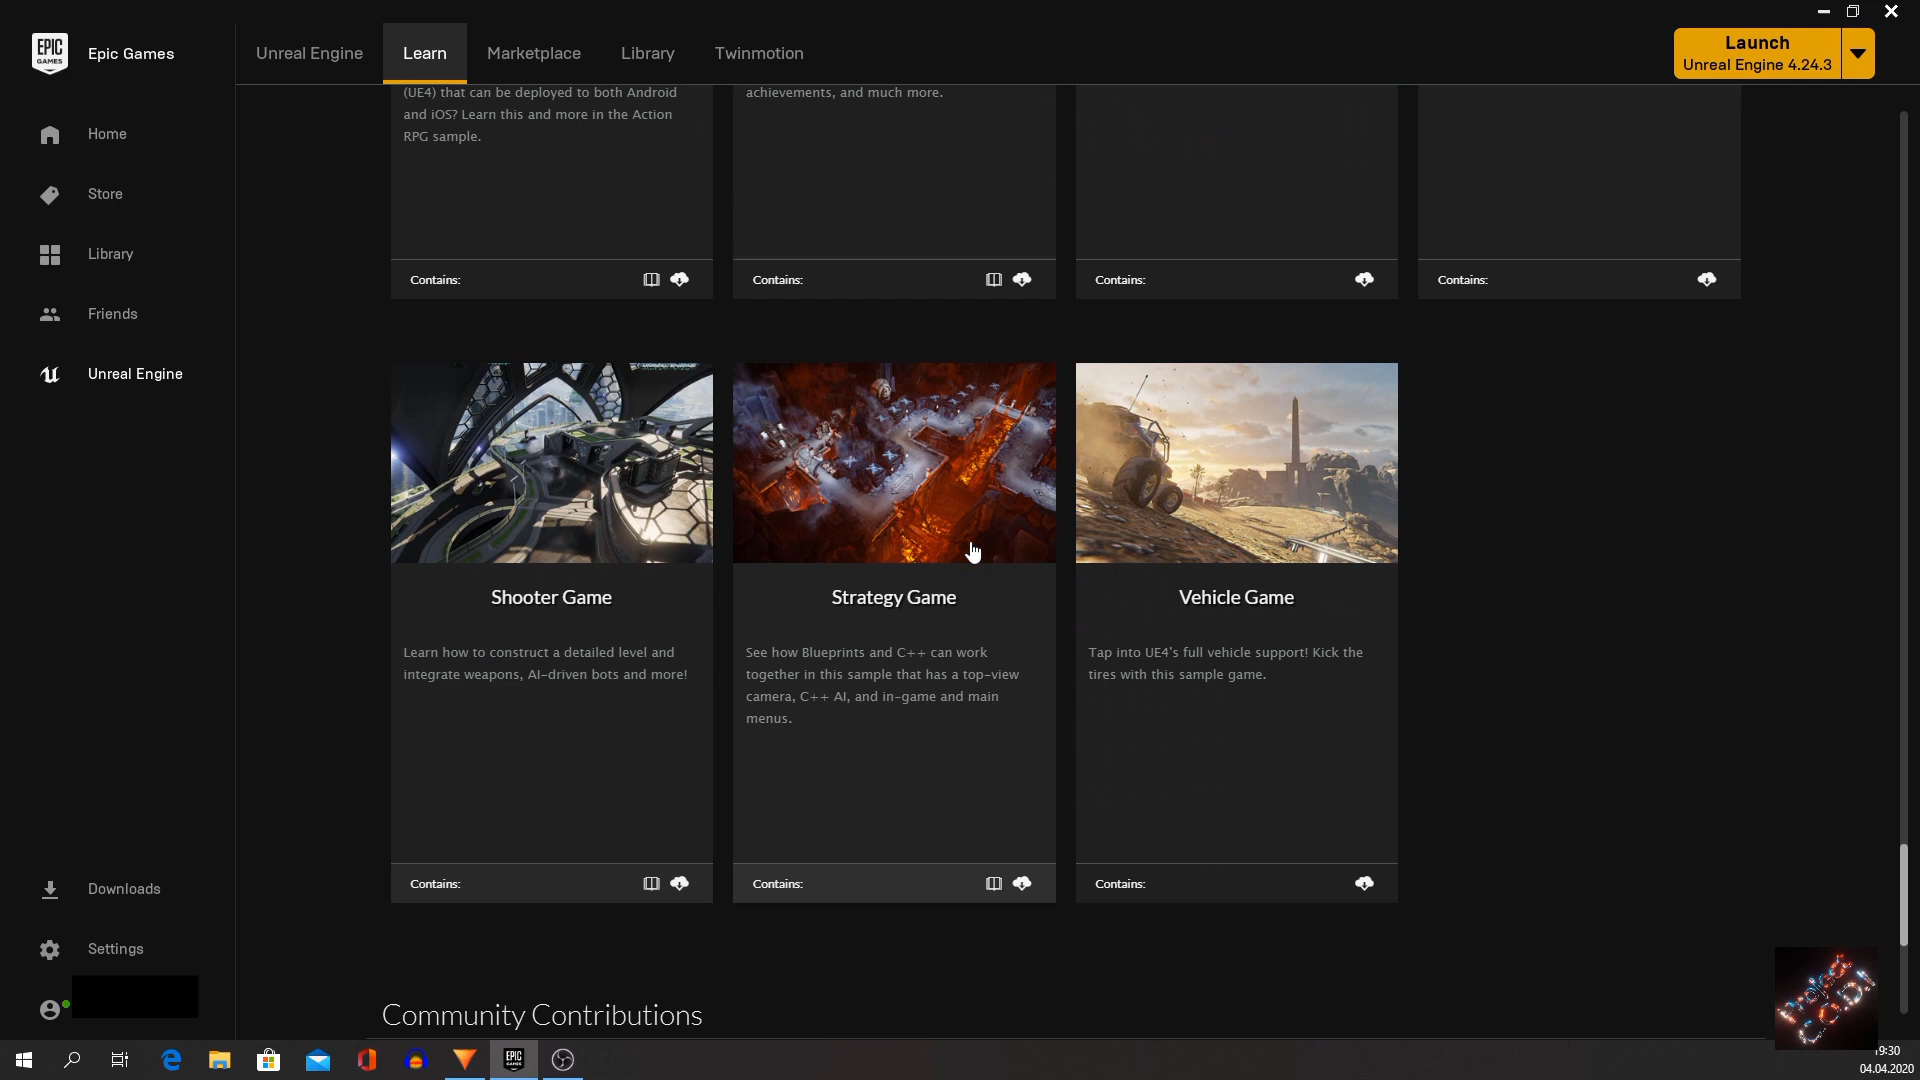 EPIC GAMES
Epic Games
Unreal Engine
Learn
Marketplace
Library
Twinmotion
Launch
Unreal Engine 4.24.3
Home
Store
Library
Friends
Unreal Engine
Downloads
Settings
(UE4) that can be deployed to both Android
and iOS? Learn this and more in the Action
RPG sample.
achievements, and much more.
Contains:
Contains:
Contains:
Contains:
Shooter Game
Learn how to construct a detailed level and
integrate weapons, AI-driven bots and more!
Contains:
Strategy Game
See how Blueprints and C++ can work
together in this sample that has a top-view
camera, C++ AI, and in-game and main
menus.
Contains:
Vehicle Game
Tap into UE4's full vehicle support! Kick the
tires with this sample game.
Contains:
Community Contributions
EPIC GAMES
19:30
04.04.2020